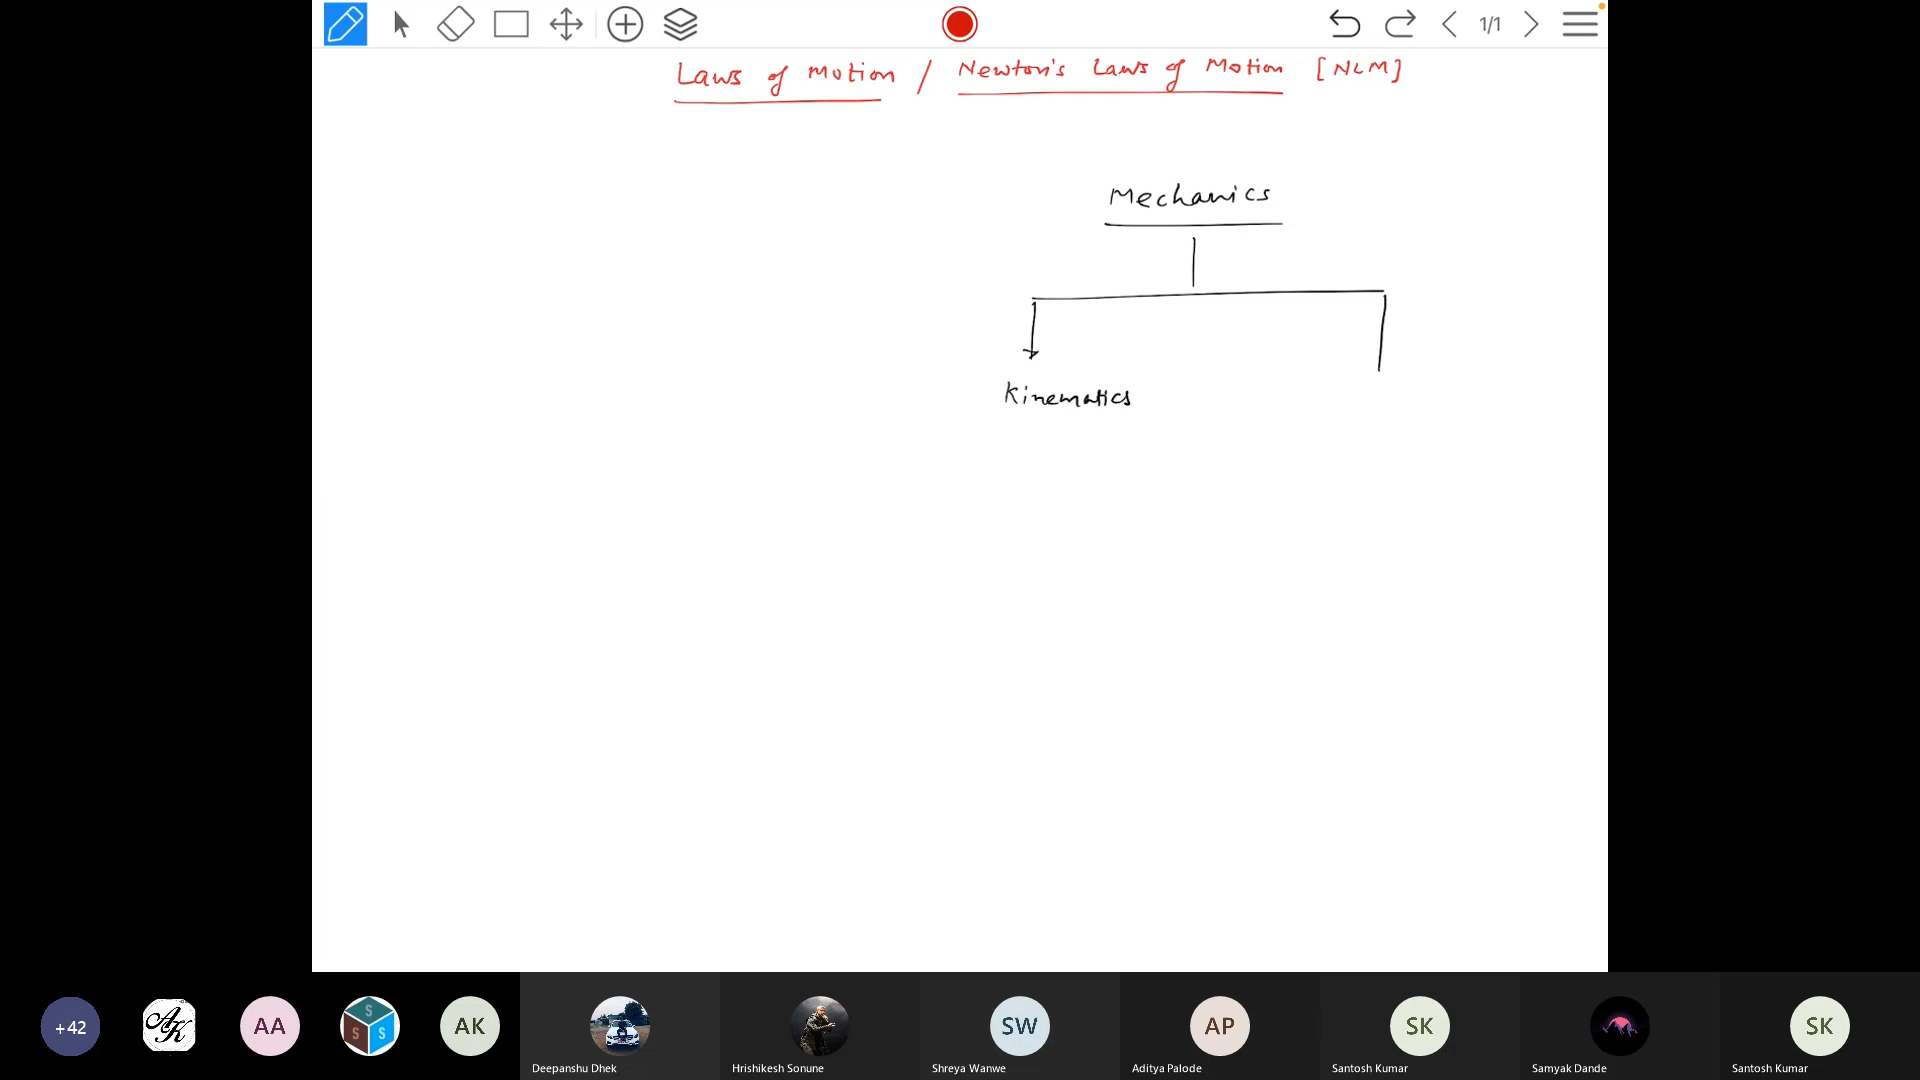 1/1
Laws of Motion / Newton's Laws of Motion [NLM]
Mechanics
Kinematics
+42
AK
AA
S
S S
AK
SW
AP
SK
SK
Deepanshu Dhek
Hrishikesh Sonune
Shreya Wanwe
Aditya Palode
Santosh Kumar
Samyak Dande
Santosh Kumar